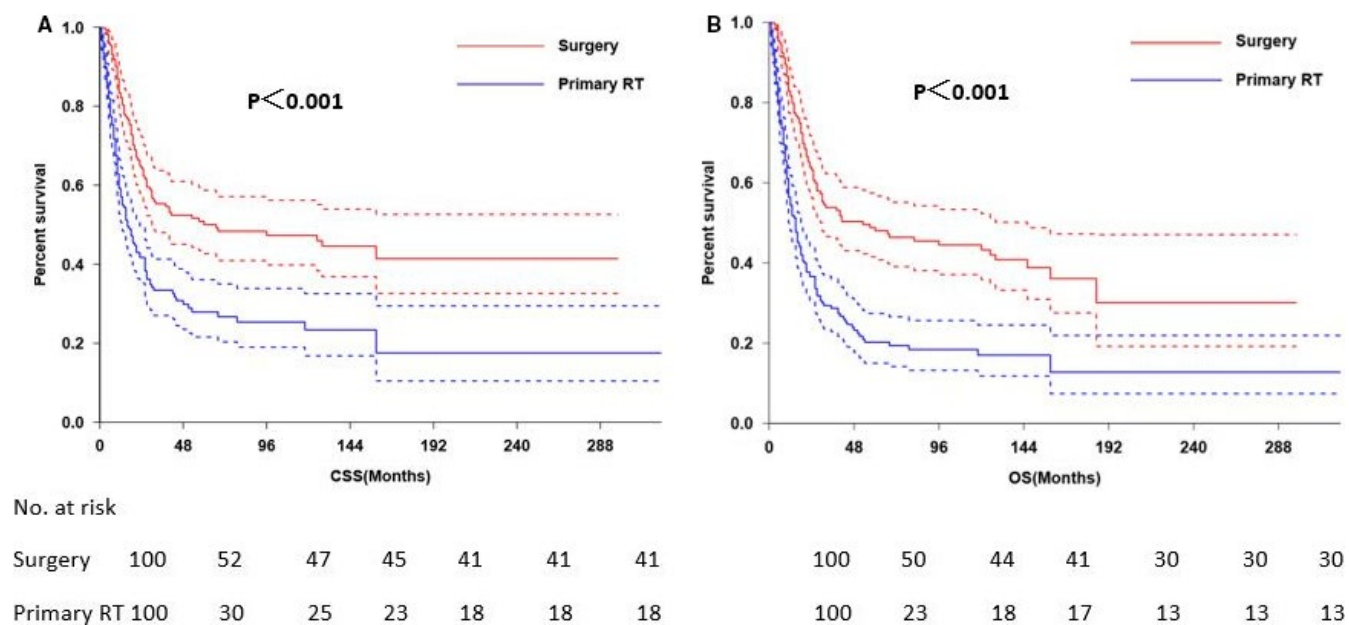 A
Surgery
Primary RT
P<0.001
Percent survival
1.0
0.8
0.6
0.4
0.2
0.0
0 48 96 144 192 240 288
CSS(Months)
B
Surgery
Primary RT
P<0.001
Percent survival
1.0
0.8
0.6
0.4
0.2
0.0
0 48 96 144 192 240 288
OS(Months)
No. at risk
Surgery 100 52 47 45 41 41 41 100 50 44 41 30 30 30
Primary RT 100 30 25 23 18 18 18 100 23 18 17 13 13 13